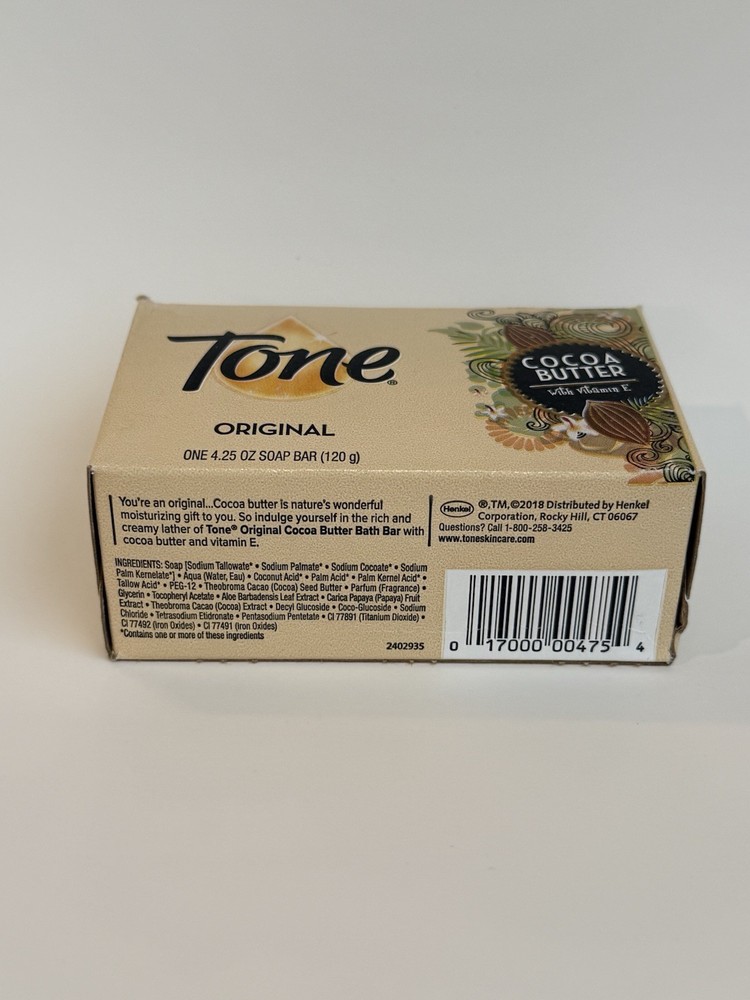 Tone®
ORIGINAL
ONE 4.25 OZ SOAP BAR (120 g)
COCOA
BUTTER
with vitamin E
You're an original...Cocoa butter is nature's wonderful
moisturizing gift to you. So indulge yourself in the rich and
creamy lather of Tone® Original Cocoa Butter Bath Bar with
cocoa butter and vitamin E.
INGREDIENTS: Soap [Sodium Tallowate* • Sodium Palmate* • Sodium Cocoate* • Sodium
Palm Kernelate*] • Aqua (Water, Eau) • Coconut Acid* • Palm Acid* • Palm Kernel Acid* •
Tallow Acid* • PEG-12 • Theobroma Cacao (Cocoa) Seed Butter • Parfum (Fragrance) •
Glycerin • Tocopheryl Acetate • Aloe Barbadensis Leaf Extract • Carica Papaya (Papaya) Fruit
Extract • Theobroma Cacao (Cocoa) Extract • Decyl Glucoside • Coco-Glucoside • Sodium
Chloride • Tetrasodium Etidronate • Pentasodium Pentetate • CI 77891 (Titanium Dioxide) •
CI 77492 (Iron Oxides) • CI 77491 (Iron Oxides)
*Contains one or more of these ingredients
2402935
Henkel ®,TM,©2018 Distributed by Henkel
Corporation, Rocky Hill, CT 06067
Questions? Call 1-800-258-3425
www.toneskincare.com
0 17000 00475 4